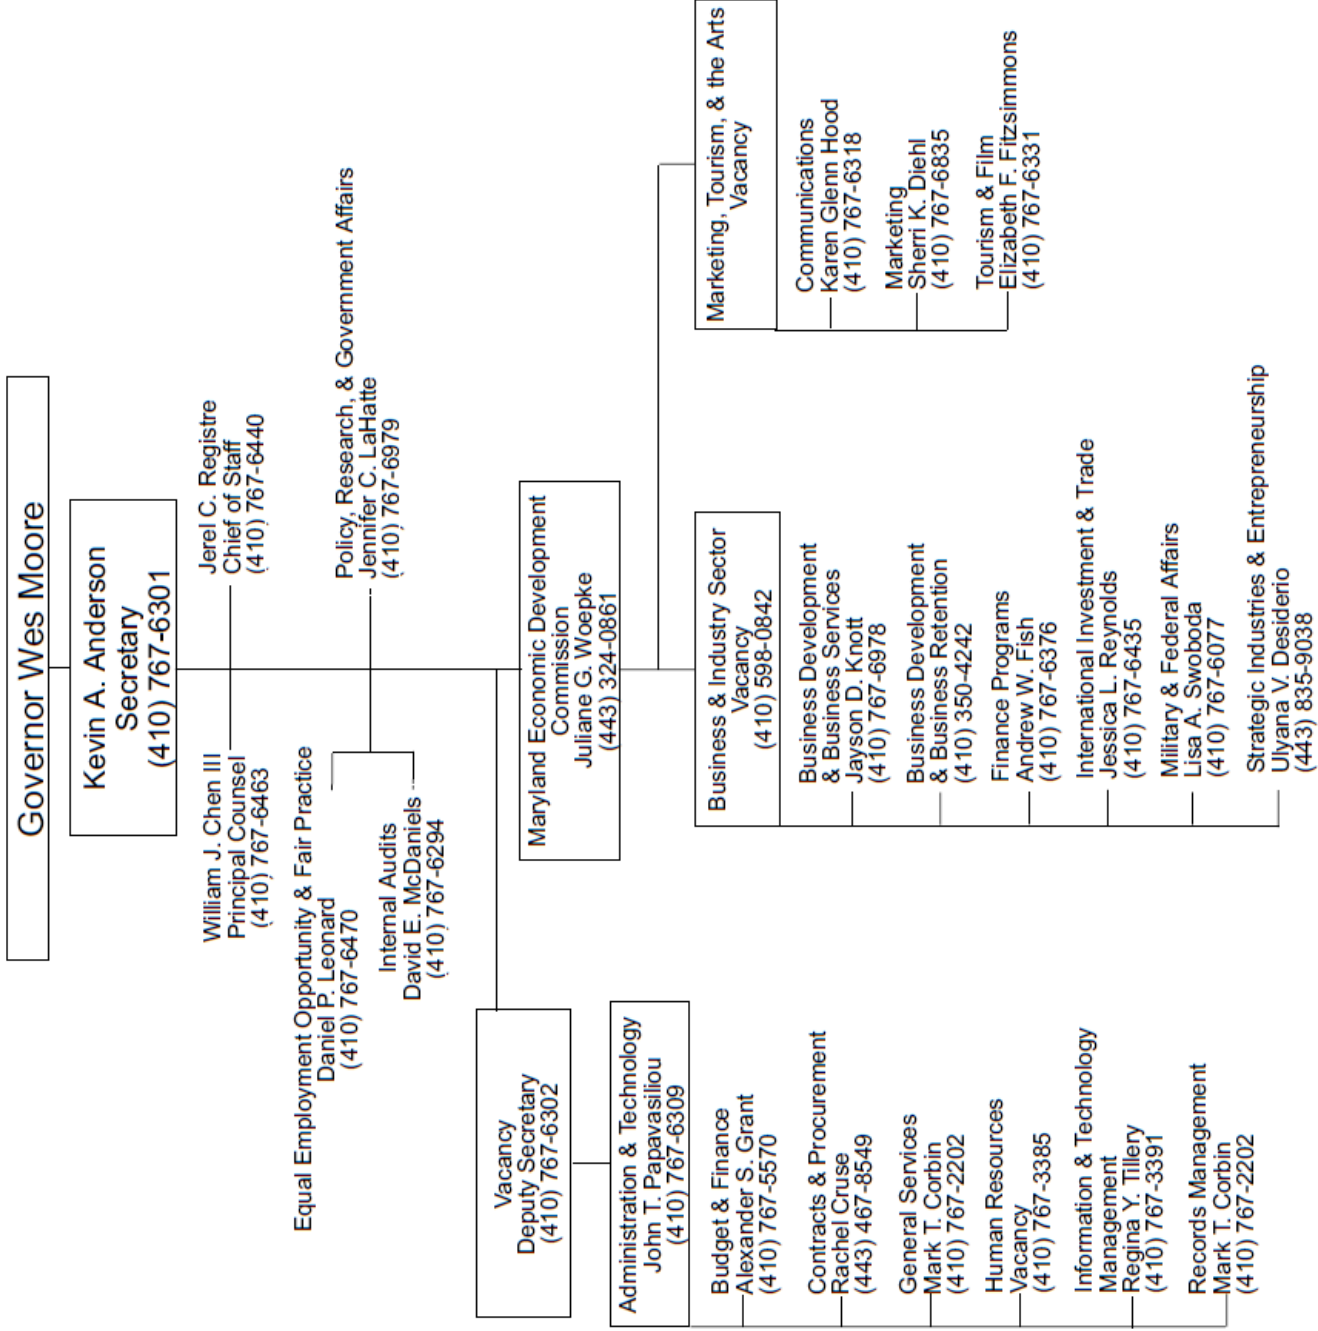 Governor Wes Moore
Kevin A. Anderson
Secretary
(410) 767-6301
William J. Chen III
Principal Counsel
(410) 767-6463
Jerel C. Registre
Chief of Staff
(410) 767-6440
Equal Employment Opportunity & Fair Practice
Daniel P. Leonard
(410) 767-6470
Policy, Research, & Government Affairs
Jennifer C. LaHatte
(410) 767-6979
Internal Audits
David E. McDaniels
(410) 767-6294
Vacancy
Deputy Secretary
(410) 767-6302
Maryland Economic Development
Commission
Juliane G. Woepke
(443) 324-0861
Administration & Technology
John T. Papavasiliou
(410) 767-6309
Budget & Finance
Alexander S. Grant
(410) 767-5570
Contracts & Procurement
Rachel Cruse
(443) 467-8549
General Services
Mark T. Corbin
(410) 767-2202
Human Resources
Vacancy
(410) 767-3385
Information & Technology
Management
Regina Y. Tillery
(410) 767-3391
Records Management
Mark T. Corbin
(410) 767-2202
Business & Industry Sector
Vacancy
(410) 598-0842
Business Development
& Business Services
Jayson D. Knott
(410) 767-6978
Business Development
& Business Retention
(410) 350-4242
Finance Programs
Andrew W. Fish
(410) 767-6376
International Investment & Trade
Jessica L. Reynolds
(410) 767-6435
Military & Federal Affairs
Lisa A. Swoboda
(410) 767-6077
Strategic Industries & Entrepreneurship
Ulyana V. Desiderio
(443) 835-9038
Marketing, Tourism, & the Arts
Vacancy
Communications
Karen Glenn Hood
(410) 767-6318
Marketing
Sherri K. Diehl
(410) 767-6835
Tourism & Film
Elizabeth F. Fitzsimmons
(410) 767-6331